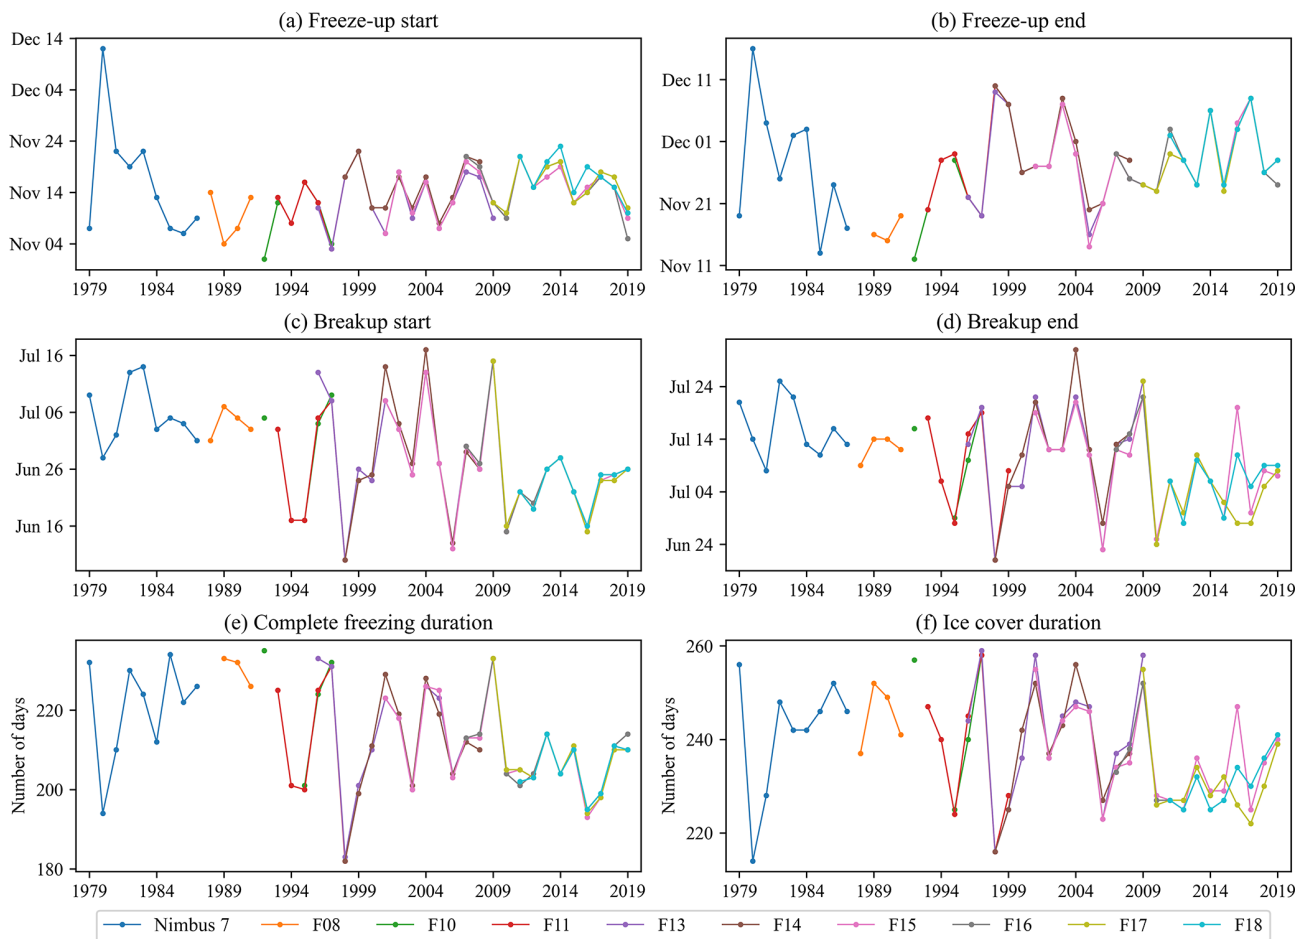 (a) Freeze-up start
(b) Freeze-up end
Dec 14
Dec 04
Nov 24
Nov 14
Nov 04
1979 1984 1989 1994 1999 2004 2009 2014 2019
Dec 11
Dec 01
Nov 21
Nov 11
1979 1984 1989 1994 1999 2004 2009 2014 2019
(c) Breakup start
(d) Breakup end
Jul 16
Jul 06
Jun 26
Jun 16
1979 1984 1989 1994 1999 2004 2009 2014 2019
Jul 24
Jul 14
Jul 04
Jun 24
1979 1984 1989 1994 1999 2004 2009 2014 2019
(e) Complete freezing duration
(f) Ice cover duration
Number of days
220
200
180
1979 1984 1989 1994 1999 2004 2009 2014 2019
Number of days
260
240
220
1979 1984 1989 1994 1999 2004 2009 2014 2019
Nimbus 7 F08 F10 F11 F13 F14 F15 F16 F17 F18